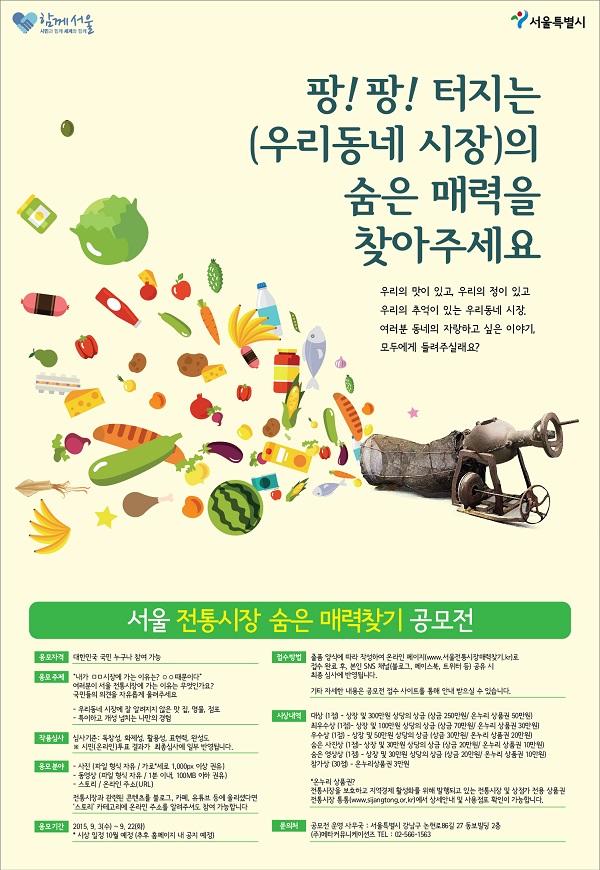 함께서울
시민과 함께 세계와 함께
서울특별시
팡! 팡! 터지는
(우리동네 시장)의
숨은 매력을
찾아주세요
우리의 맛이 있고, 우리의 정이 있고
우리의 추억이 있는 우리동네 시장.
여러분 동네의 자랑하고 싶은 이야기,
모두에게 들려주실래요?
서울 전통시장 숨은 매력찾기 공모전
응모자격 대한민국 국민 누구나 참여 가능
응모주제 "내가 ㅁㅁ시장에 가는 이유는? ㅇㅇ때문이다"
여러분이 서울 전통시장에 가는 이유는 무엇인가요?
국민들의 의견을 자유롭게 올려주세요
- 우리동네 시장에 잘 알려지지 않은 맛 집, 명물, 점포
- 특이하고 개성 넘치는 나만의 경험
작품심사 심사기준 : 독창성, 화제성, 활용성, 표현력, 완성도
※ 시민(온라인)투표 결과가 최종심사에 일부 반영됩니다.
응모분야 - 사진 (파일 형식 자유 / 가로*세로 1,000px 이상 권유)
- 동영상 (파일 형식 자유 / 1분 이내, 100MB 이하 권유)
- 스토리 / 온라인 주소(URL)
전통시장과 관련된 콘텐츠를 블로그, 카페, 유튜브 등에 올리셨다면
'스토리' 카테고리에 온라인 주소를 알려주셔도 참여 가능합니다
응모기간 2015. 9. 3(수) ~ 9. 22(화)
* 시상 일정 10월 예정 (추후 홈페이지 내 공지 예정)
접수방법 출품 양식에 따라 작성하여 온라인 페이지(www.서울전통시장매력찾기.kr)로
접수 완료 후, 본인 SNS 채널(블로그, 페이스북, 트위터 등) 공유 시
최종 심사에 반영됩니다.
기타 자세한 내용은 공모전 접수 사이트를 통해 안내 받으실 수 있습니다.
시상내역 대상 (1점) - 상장 및 300만원 상당의 상금 (상금 250만원/ 온누리 상품권 50만원)
최우수상 (1점)- 상장 및 100만원 상당의 상금 (상금 70만원/ 온누리 상품권 30만원)
우수상 (1점) - 상장 및 50만원 상당의 상금 (상금 30만원/ 온누리 상품권 20만원)
숨은 사진상 (1점)- 상장 및 30만원 상당의 상금 (상금 20만원/ 온누리 상품권 10만원)
숨은 영상상 (1점) - 상장 및 30만원 상당의 상금 (상금 20만원/ 온누리 상품권 10만원)
참가상 (30점) - 온누리상품권 3만원
*온누리 상품권?
전통시장을 보호하고 지역경제 활성화를 위해 발행되고 있는 전통시장 및 상점가 전용 상품권
전통시장 통통(www.sijangtong.or.kr)에서 상세안내 및 사용점포 확인이 가능합니다.
문의처 공모전 운영 사무국 : 서울특별시 강남구 논현로86길 27 동보빌딩 2층
(주)메타커뮤니케이션즈 TEL : 02-566-1563